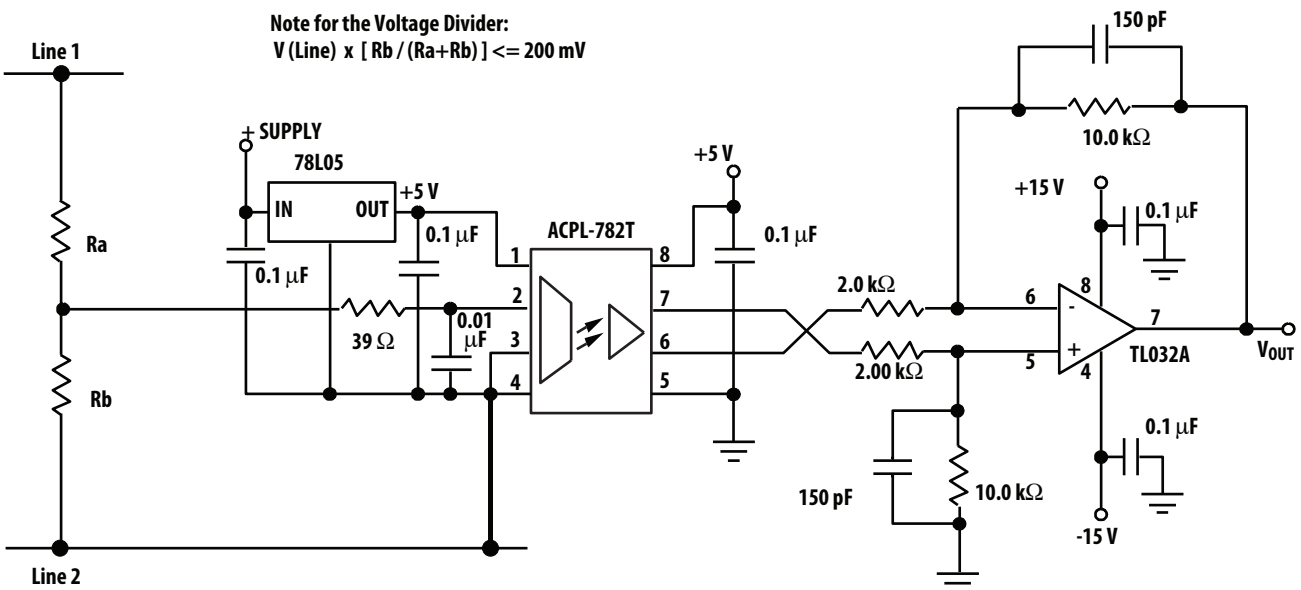 Note for the Voltage Divider:
V (Line) x [ Rb / (Ra+Rb) ] <= 200 mV
Line 1
150 pF
10.0 kΩ
+ SUPPLY
78L05
IN
OUT
+5 V
0.1 μF
0.1 μF
Ra
39 Ω
0.01
μF
ACPL-782T
1
2
3
4
8
7
6
5
+5 V
0.1 μF
2.0 kΩ
2.00 kΩ
+15 V
0.1 μF
6
-
8
7
5
+
4
TL032A
VOUT
Rb
0.1 μF
150 pF
10.0 kΩ
-15 V
Line 2